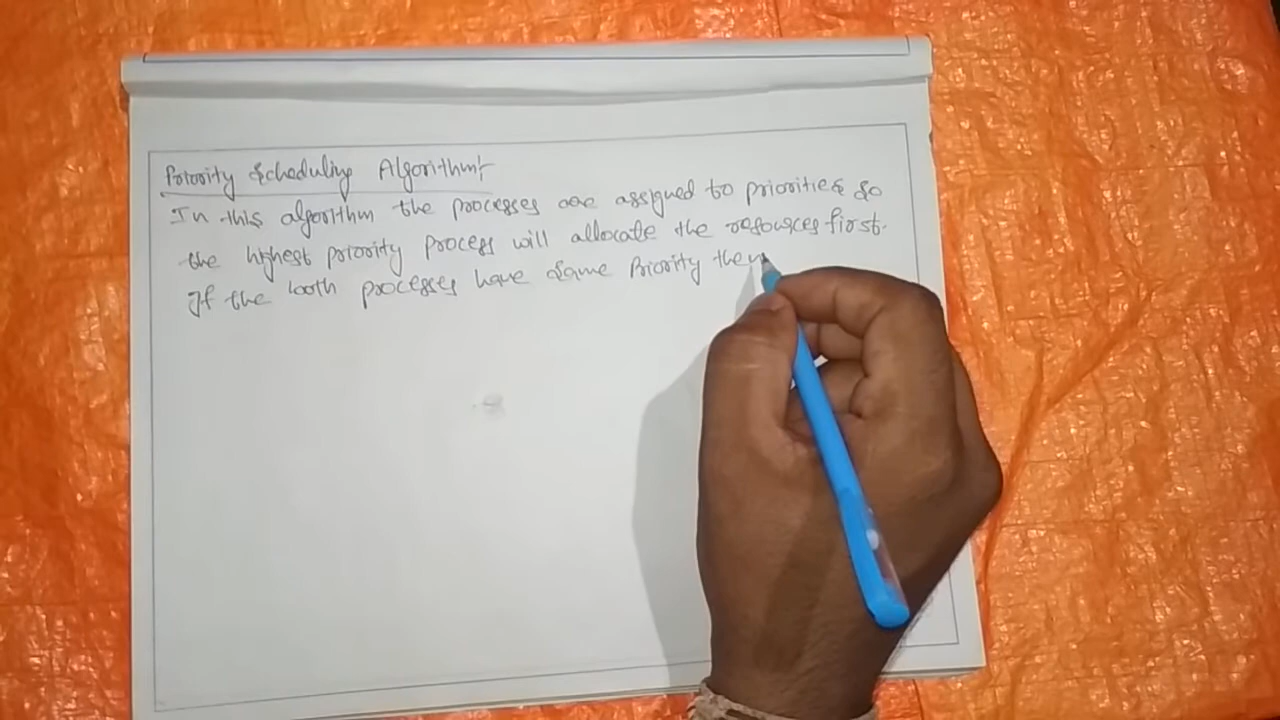 Priority Scheduling Algorithm:
In this algorithm the processes are assigned to priorities so
the highest priority process will allocate the resources first.
If the both processes have same Priority then